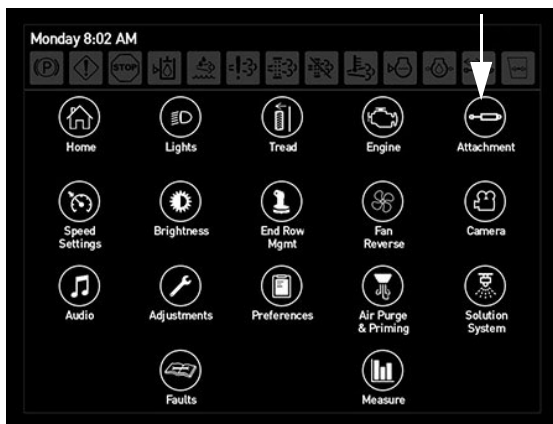 Monday 8:02 AM
(P) STOP
Home Lights Tread Engine Attachment
Speed Settings Brightness End Row Mgmt Fan Reverse Camera
Audio Adjustments Preferences Air Purge & Priming Solution System
Faults Measure